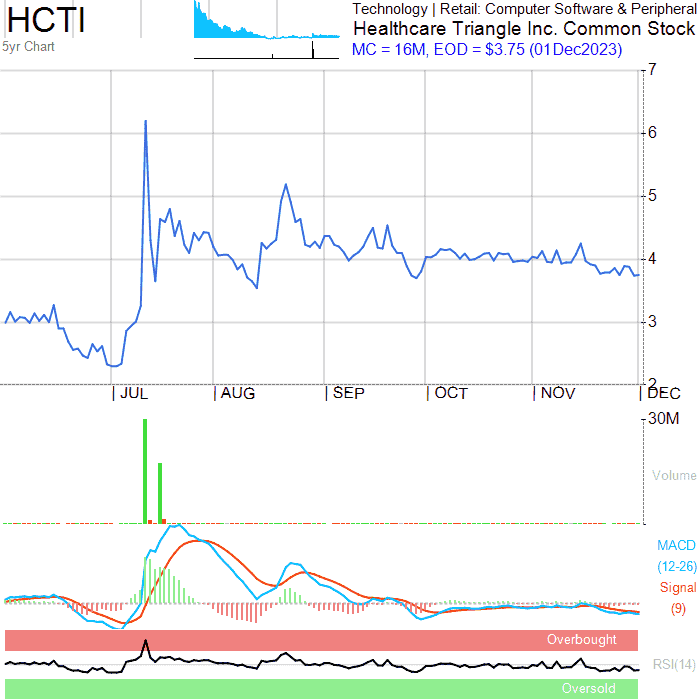 HCTI
5yr Chart
Technology | Retail: Computer Software & Peripheral
Healthcare Triangle Inc. Common Stock
MC = 16M, EOD = $3.75 (01Dec2023)
7
6
5
4
3
2
JUL AUG SEP OCT NOV DEC
30M
Volume
MACD
(12-26)
Signal
(9)
Overbought
RSI(14)
Oversold